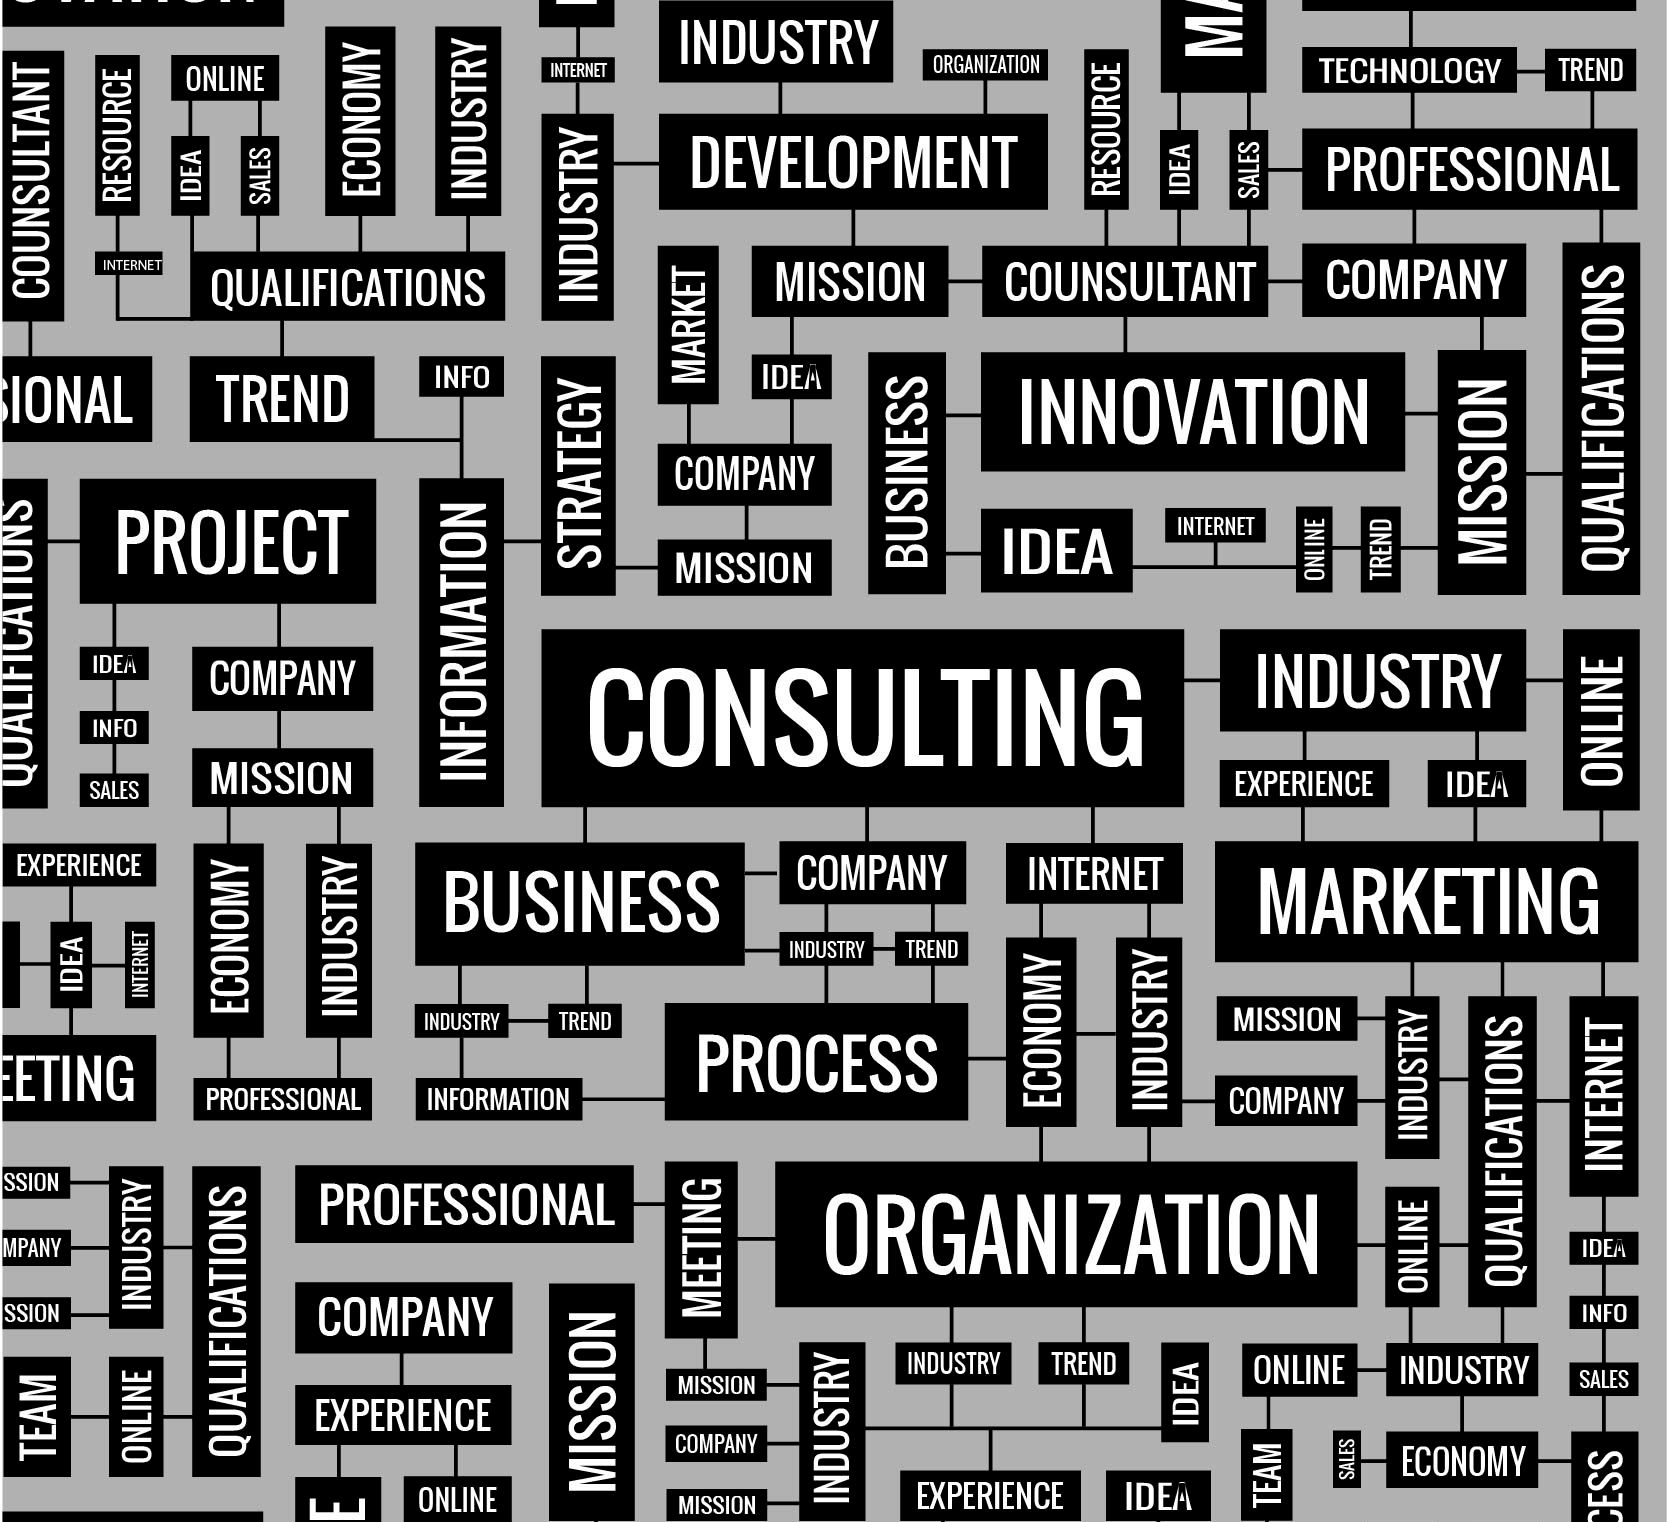 INDUSTRY
ORGANIZATION
INTERNET
TECHNOLOGY
TREND
ONLINE
COUNSULTANT
RESOURCE
IDEA
SALES
ECONOMY
INDUSTRY
INDUSTRY
DEVELOPMENT
RESOURCE
MA
IDEA
SALES
PROFESSIONAL
INTERNET
QUALIFICATIONS
MARKET
MISSION
COUNSULTANT
COMPANY
QUALIFICATIONS
SIONAL
TREND
INFO
STRATEGY
IDEA
BUSINESS
INNOVATION
MISSION
COMPANY
QUALIFICATIONS
PROJECT
INFORMATION
MISSION
IDEA
INTERNET
ONLINE
TREND
IDEA
COMPANY
CONSULTING
INDUSTRY
ONLINE
INFO
MISSION
SALES
EXPERIENCE
IDEA
EXPERIENCE
ECONOMY
INDUSTRY
BUSINESS
COMPANY
INTERNET
MARKETING
IDEA
INTERNET
INDUSTRY
TREND
ECONOMY
INDUSTRY
INDUSTRY
TREND
PROCESS
MISSION
INDUSTRY
QUALIFICATIONS
INTERNET
EETING
PROFESSIONAL
INFORMATION
COMPANY
SSION
INDUSTRY
QUALIFICATIONS
PROFESSIONAL
MEETING
ORGANIZATION
ONLINE
MPANY
IDEA
SSION
COMPANY
MISSION
INFO
TEAM
ONLINE
MISSION
INDUSTRY
INDUSTRY
TREND
IDEA
ONLINE
INDUSTRY
SALES
EXPERIENCE
COMPANY
TEAM
SALES
ECONOMY
CESS
E
ONLINE
MISSION
EXPERIENCE
IDEA